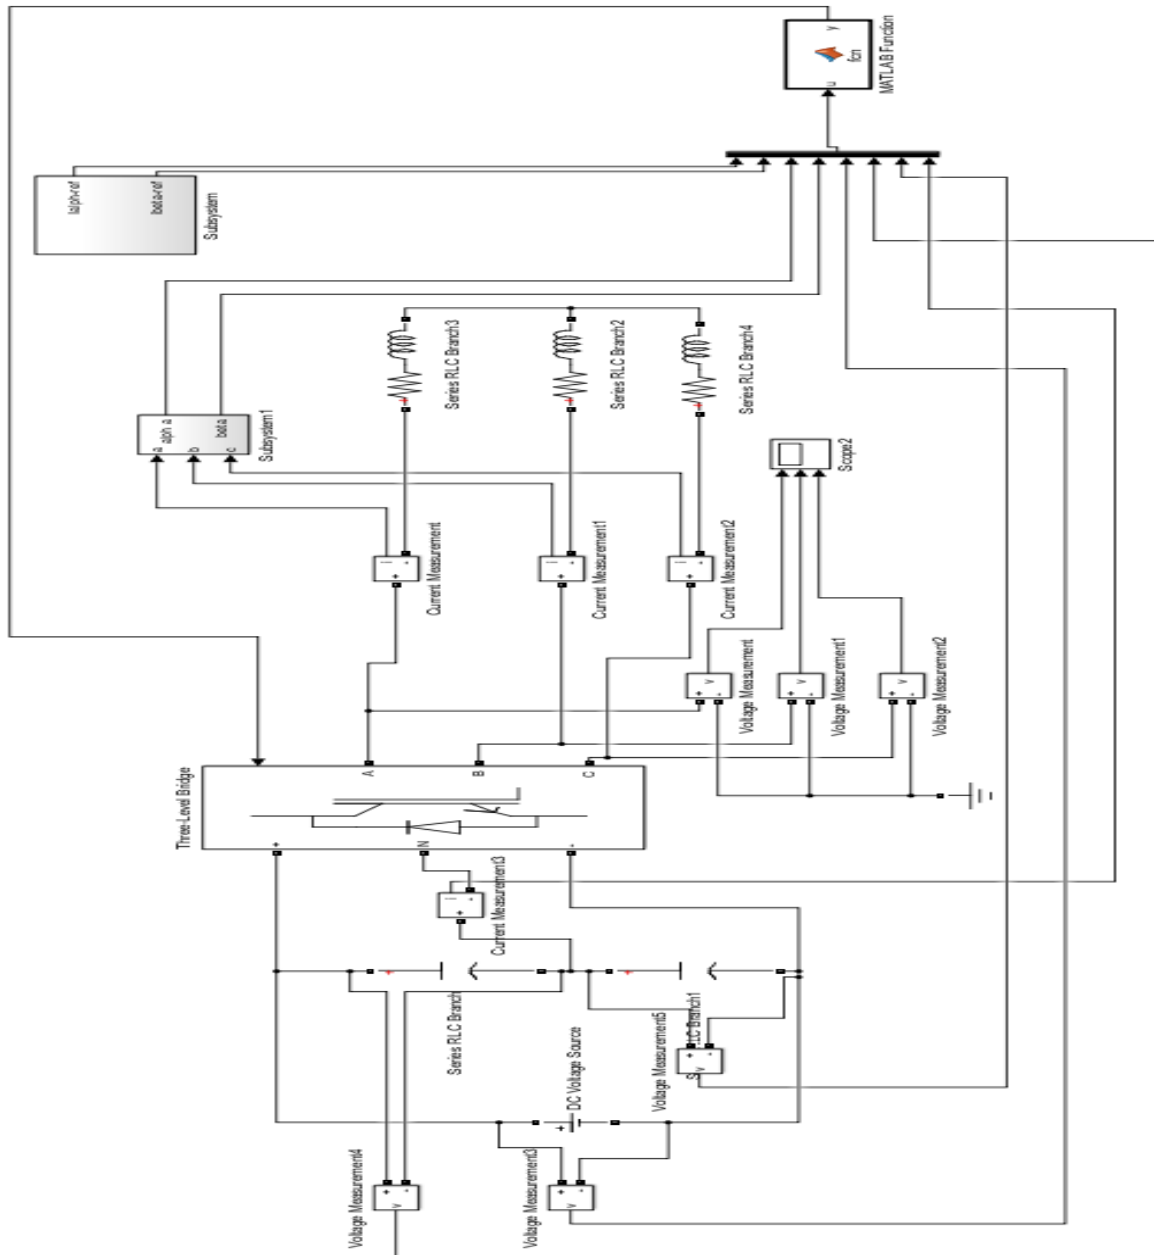 MATLAB Function
fcn
u
y
Subsystem
Ialph-ref
Ibeta-ref
Subsystem1
a
b
c
alph a
beta
Series RLC Branch3
Series RLC Branch2
Series RLC Branch4
Scope2
Current Measurement
i
+
-
Current Measurement1
i
+
-
Current Measurement2
i
+
-
Voltage Measurement
v
+
-
Voltage Measurement1
v
+
-
Voltage Measurement2
v
+
-
Three-Level Bridge
A
B
C
+
N
-
Current Measurement3
i
+
-
Series RLC Branch
+
LC Branch1
+
DC Voltage Source
+
Voltage Measurement5
v
+
-
Voltage Measurement4
v
+
-
Voltage Measurement3
v
+
-